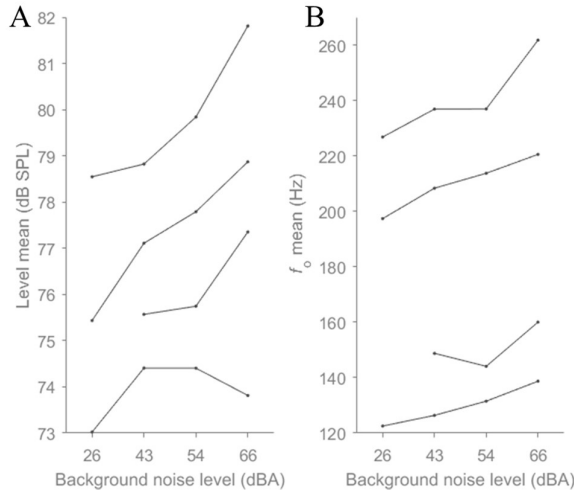 A
82
81
80
79
78
77
76
75
74
73
Level mean (dB SPL)
26 43 54 66
Background noise level (dBA)
B
260
240
220
200
180
160
140
120
fo mean (Hz)
26 43 54 66
Background noise level (dBA)